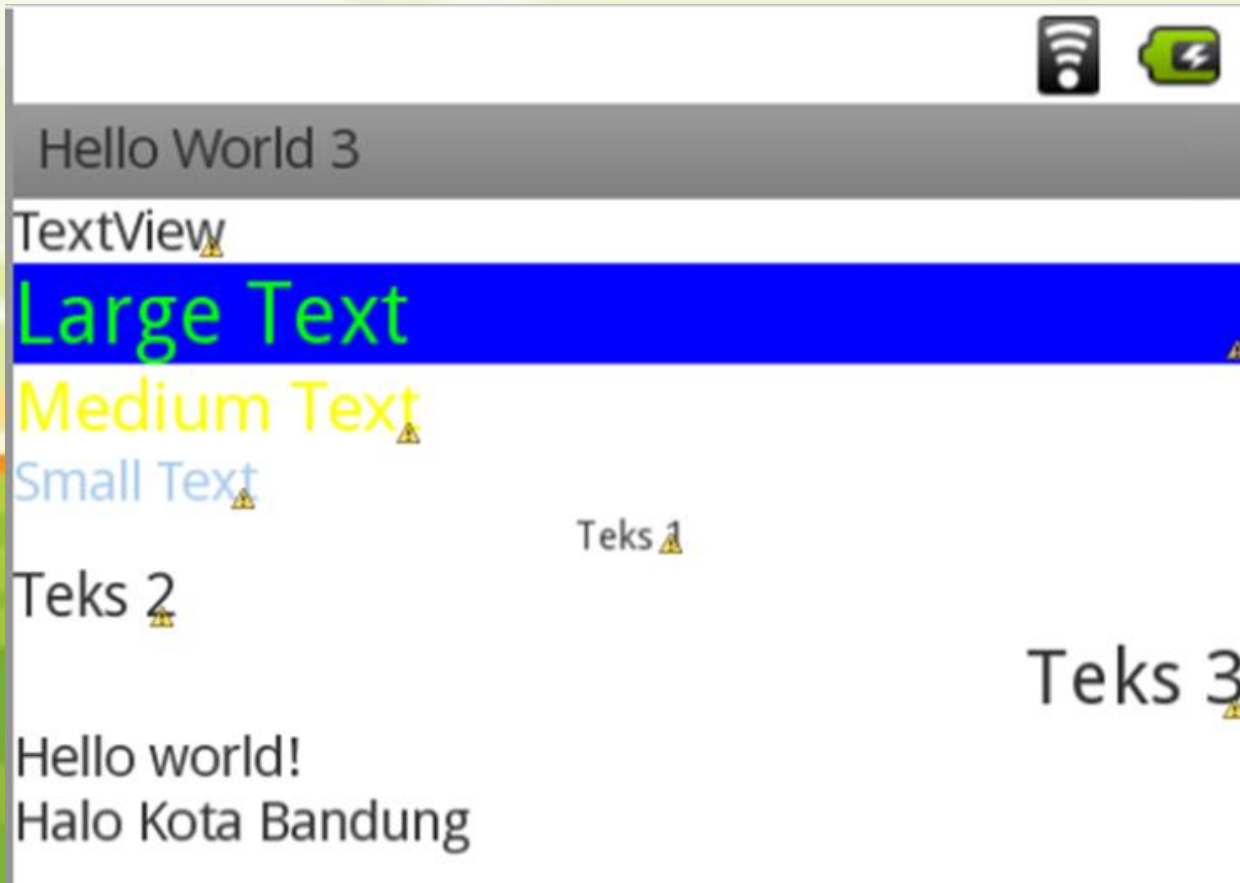 Hello World 3
TextView
Large Text
Medium Text
Small Text
Teks 1
Teks 2
Teks 3
Hello world!
Halo Kota Bandung